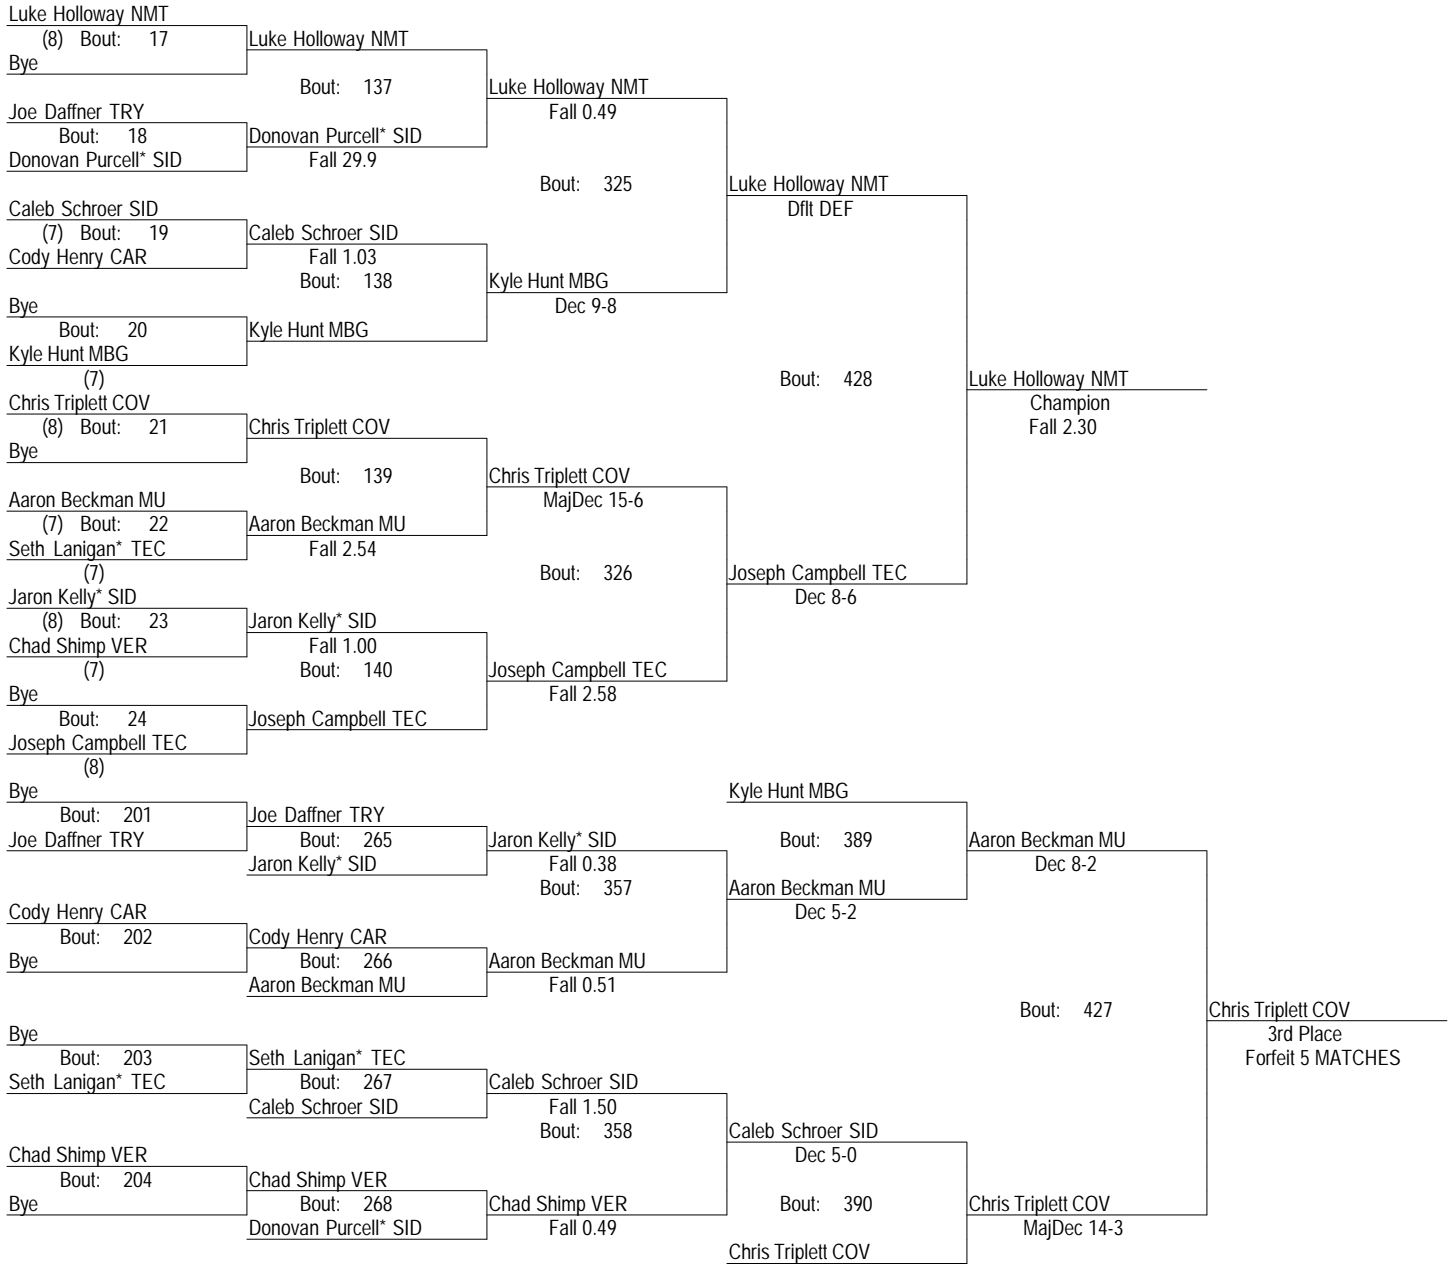 Luke Holloway NMT
(8) Bout: 17
Luke Holloway NMT
Bye
Bout: 137
Luke Holloway NMT
Joe Daffner TRY
Fall 0.49
Bout: 18
Donovan Purcell* SID
Donovan Purcell* SID
Fall 29.9
Bout: 325
Luke Holloway NMT
Caleb Schroer SID
Dflt DEF
(7) Bout: 19
Caleb Schroer SID
Cody Henry CAR
Fall 1.03
Bout: 138
Kyle Hunt MBG
Bye
Dec 9-8
Bout: 20
Kyle Hunt MBG
Kyle Hunt MBG
(7)
Bout: 428
Luke Holloway NMT
Chris Triplett COV
Champion
(8) Bout: 21
Chris Triplett COV
Fall 2.30
Bye
Bout: 139
Chris Triplett COV
Aaron Beckman MU
MajDec 15-6
(7) Bout: 22
Aaron Beckman MU
Seth Lanigan* TEC
Fall 2.54
(7)
Bout: 326
Joseph Campbell TEC
Jaron Kelly* SID
Dec 8-6
(8) Bout: 23
Jaron Kelly* SID
Chad Shimp VER
Fall 1.00
(7)
Bout: 140
Joseph Campbell TEC
Bye
Fall 2.58
Bout: 24
Joseph Campbell TEC
Joseph Campbell TEC
(8)
Bye
Kyle Hunt MBG
Bout: 201
Joe Daffner TRY
Joe Daffner TRY
Bout: 265
Jaron Kelly* SID
Bout: 389
Aaron Beckman MU
Jaron Kelly* SID
Fall 0.38
Dec 8-2
Bout: 357
Aaron Beckman MU
Cody Henry CAR
Dec 5-2
Bout: 202
Cody Henry CAR
Bye
Bout: 266
Aaron Beckman MU
Aaron Beckman MU
Fall 0.51
Bout: 427
Chris Triplett COV
Bye
3rd Place
Bout: 203
Seth Lanigan* TEC
Forfeit 5 MATCHES
Seth Lanigan* TEC
Bout: 267
Caleb Schroer SID
Caleb Schroer SID
Fall 1.50
Bout: 358
Caleb Schroer SID
Chad Shimp VER
Dec 5-0
Bout: 204
Chad Shimp VER
Bye
Bout: 268
Chad Shimp VER
Bout: 390
Chris Triplett COV
Donovan Purcell* SID
Fall 0.49
MajDec 14-3
Chris Triplett COV